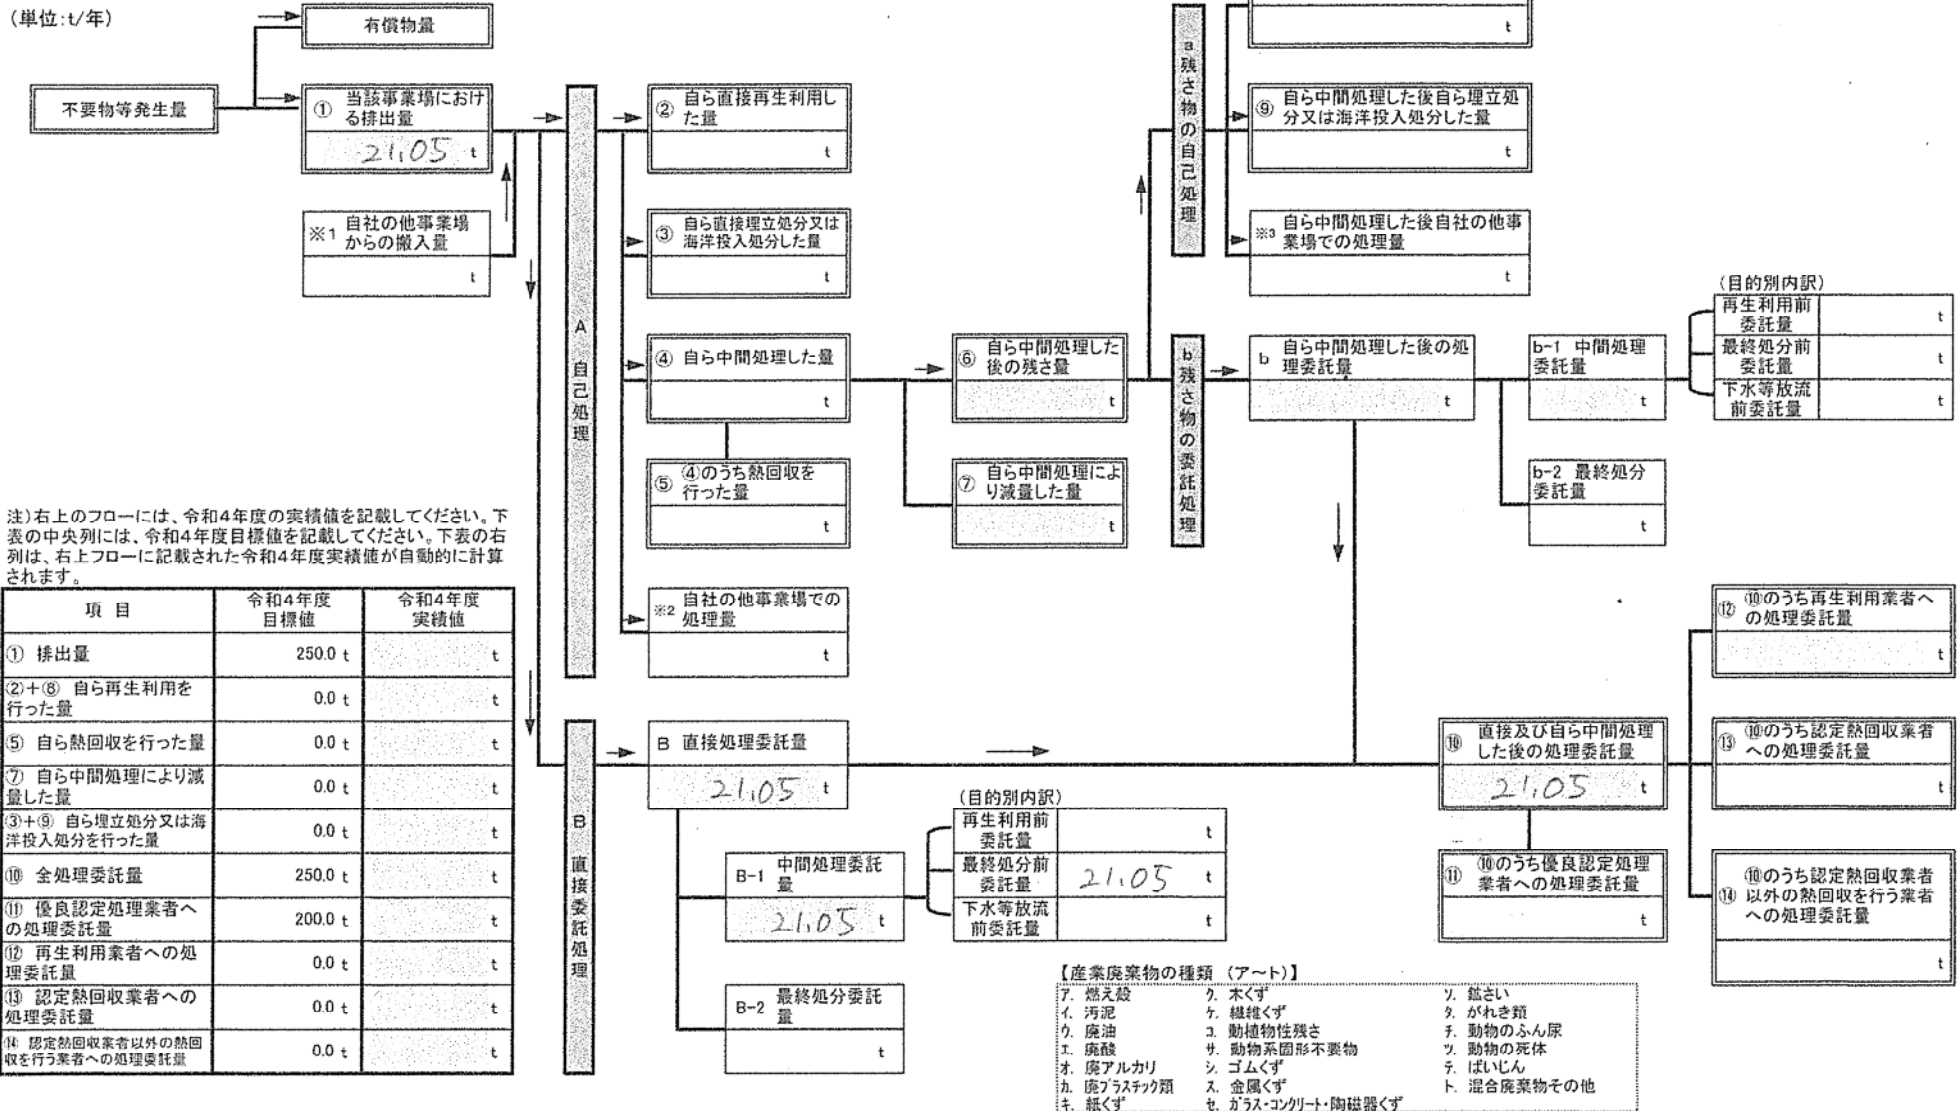 (単位:t/年)
有償物量
不要物等発生量
① 当該事業場におけ
る排出量
21.05 t
※1 自社の他事業場
からの搬入量
t
A 自己処理
② 自ら直接再生利用し
た量
t
③ 自ら直接埋立処分又は
海洋投入処分した量
t
④ 自ら中間処理した量
t
⑤ ④のうち熱回収を
行った量
t
※2 自社の他事業場での
処理量
t
⑥ 自ら中間処理した
後の残さ量
t
⑦ 自ら中間処理によ
り減量した量
t
a 残さ物の自己処理
t
⑨ 自ら中間処理した後自ら埋立処
分又は海洋投入処分した量
t
※3 自ら中間処理した後自社の他事
業場での処理量
t
b 残さ物の委託処理
b 自ら中間処理した後の処
理委託量
t
b-1 中間処理
委託量
t
(目的別内訳)
再生利用前
委託量 t
最終処分前
委託量 t
下水等放流
前委託量 t
b-2 最終処分
委託量
t
注)右上のフローには、令和4年度の実績値を記載してください。下
表の中央列には、令和4年度目標値を記載してください。下表の右
列は、右上フローに記載された令和4年度実績値が自動的に計算
されます。
項 目 令和4年度 目標値 令和4年度 実績値
① 排出量 250.0 t t
②+⑧ 自ら再生利用を
行った量 0.0 t t
⑤ 自ら熱回収を行った量 0.0 t t
⑦ 自ら中間処理により減
量した量 0.0 t t
③+⑨ 自ら埋立処分又は海
洋投入処分を行った量 0.0 t t
⑩ 全処理委託量 250.0 t t
⑪ 優良認定処理業者へ
の処理委託量 200.0 t t
⑫ 再生利用業者への処
理委託量 0.0 t t
⑬ 認定熱回収業者への
処理委託量 0.0 t t
⑭ 認定熱回収業者以外の熱回
収を行う業者への処理委託量 0.0 t t
B 直接委託処理
B 直接処理委託量
21.05 t
B-1 中間処理委託
量
21.05 t
(目的別内訳)
再生利用前
委託量 t
最終処分前
委託量 21.05 t
下水等放流
前委託量 t
B-2 最終処分委託
量
t
⑩ 直接及び自ら中間処理
した後の処理委託量
21.05 t
⑪ ⑩のうち優良認定処理
業者への処理委託量
t
⑫ ⑩のうち再生利用業者へ
の処理委託量
t
⑬ ⑩のうち認定熱回収業者
への処理委託量
t
⑭ ⑩のうち認定熱回収業者
以外の熱回収を行う業者
への処理委託量
t
【産業廃棄物の種類 (ア~ト)】
ア. 燃え殻 ク. 木くず ソ. 鉱さい
イ. 汚泥 ケ. 繊維くず タ. がれき類
ウ. 廃油 コ. 動植物性残さ チ. 動物のふん尿
エ. 廃酸 サ. 動物系固形不要物 ツ. 動物の死体
オ. 廃アルカリ シ. ゴムくず テ. ばいじん
カ. 廃プラスチック類 ス. 金属くず ト. 混合廃棄物その他
キ. 紙くず セ. ガラス・コンクリート・陶磁器くず